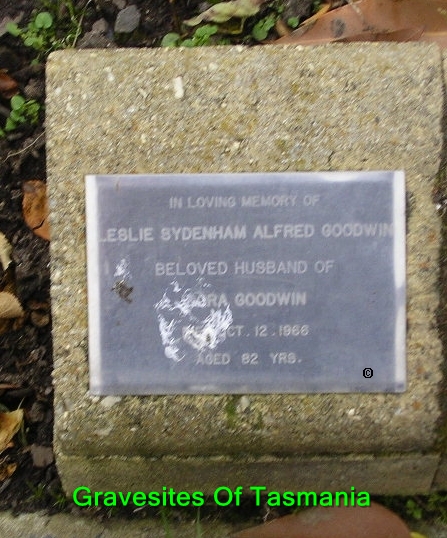 IN LOVING MEMORY OF
LESLIE SYDENHAM ALFRED GOODWIN
BELOVED HUSBAND OF
GOODWIN
OCT. 12. 1966
AGED 82 YRS.
©
Gravesites Of Tasmania